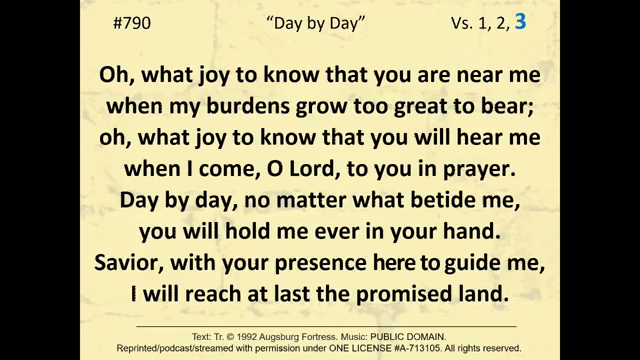 #790 “Day by Day” Vs. 1, 2, 3
Oh, what joy to know that you are near me
when my burdens grow too great to bear;
oh, what joy to know that you will hear me
when I come, O Lord, to you in prayer.
Day by day, no matter what betide me,
you will hold me ever in your hand.
Savior, with your presence here to guide me,
I will reach at last the promised land.
Text: Tr. © 1992 Augsburg Fortress. Music: PUBLIC DOMAIN.
Reprinted/podcast/streamed with permission under ONE LICENSE #A-713105. All rights reserved.